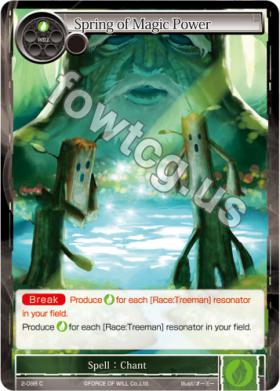 Spring of Magic Power
WILL
fowtcg.us
Break Produce for each [Race:Treeman] resonator
in your field.
Produce for each [Race:Treeman] resonator in your field.
Spell : Chant
2-098 C
©FORCE OF WILL Co.,Ltd.